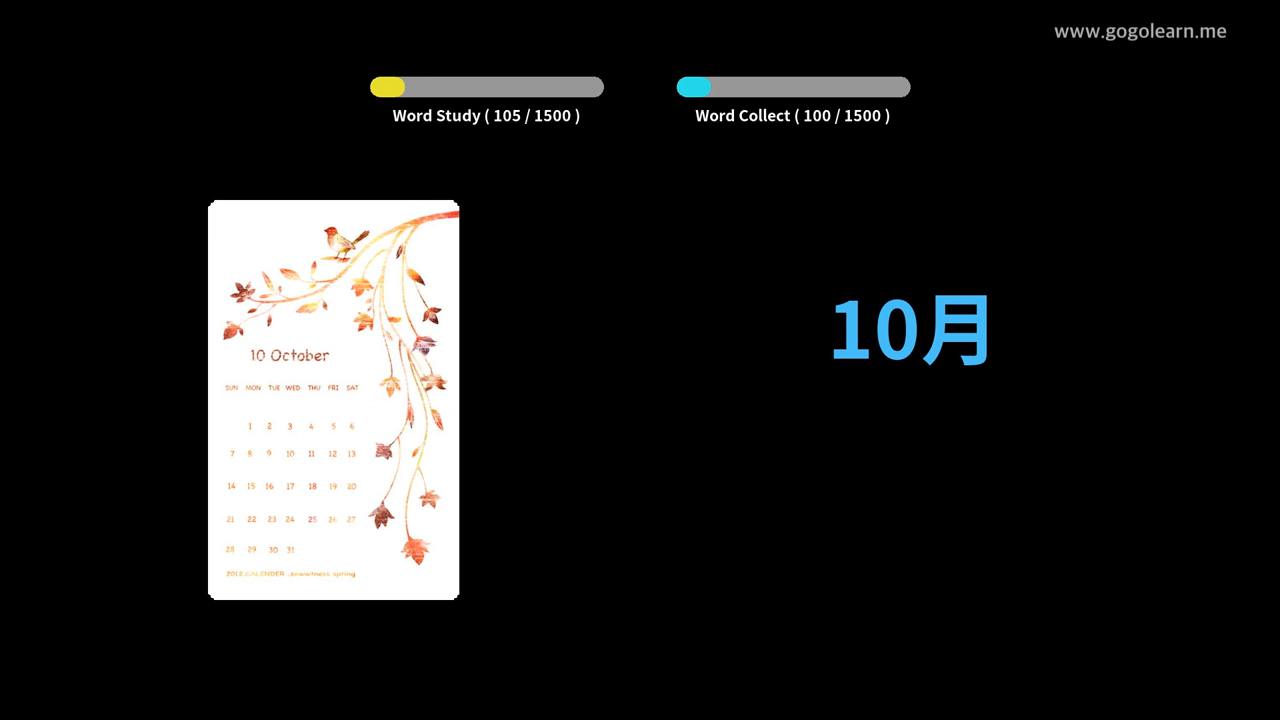 www.gogolearn.me
Word Study ( 105 / 1500 )
Word Collect ( 100 / 1500 )
10 October
SUN MON TUE WED THU FRI SAT
1 2 3 4 5 6
7 8 9 10 11 12 13
14 15 16 17 18 19 20
21 22 23 24 25 26 27
28 29 30 31
2012.CALENDER spring
10月